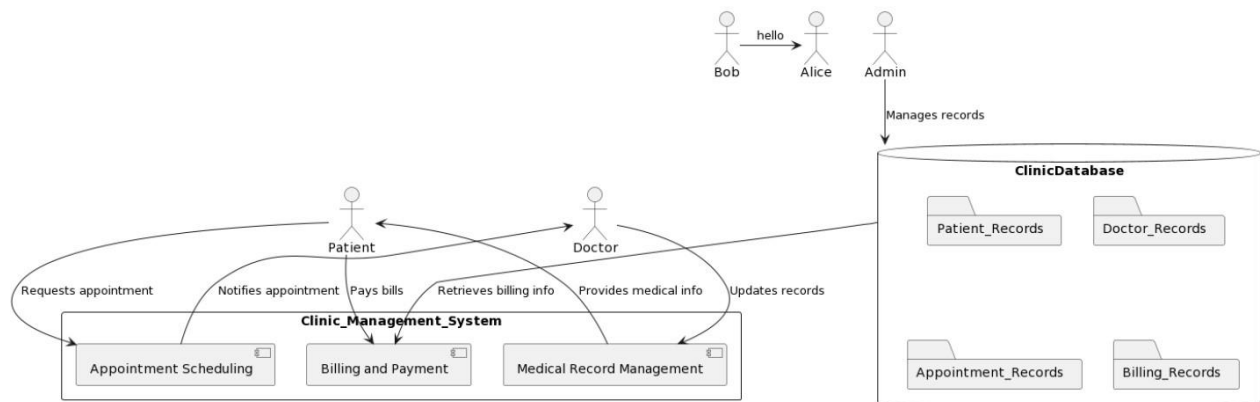 hello
Bob
Alice
Admin
Manages records
ClinicDatabase
Patient_Records
Doctor_Records
Appointment_Records
Billing_Records
Patient
Doctor
Requests appointment
Notifies appointment
Pays bills
Retrieves billing info
Provides medical info
Updates records
Clinic_Management_System
Appointment Scheduling
Billing and Payment
Medical Record Management